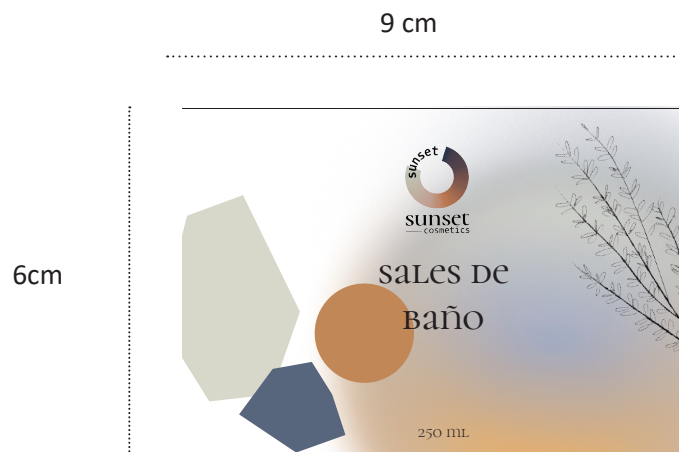 9 cm
6cm
sunset
sunset
cosmetics
SALES DE
BAÑO
250 ML